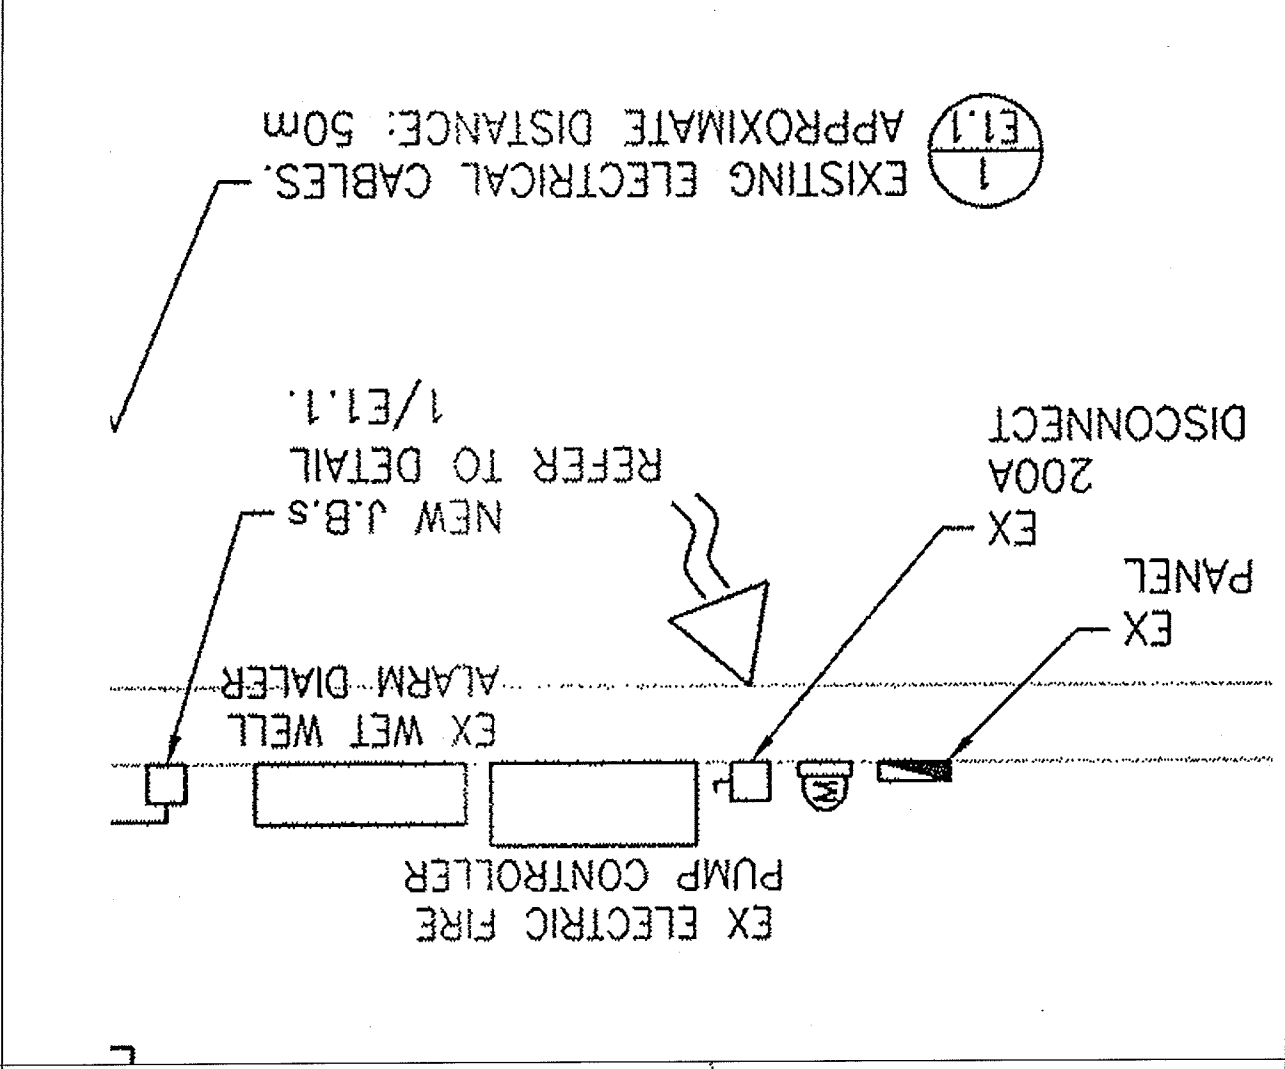 EX ELECTRIC FIRE
PUMP CONTROLLER
M
EX WET WELL
ALARM DIALER
EX
PANEL
EX
200A
DISCONNECT
NEW J.B.s
REFER TO DETAIL
1/E1.1.
1
E1.1
EXISTING ELECTRICAL CABLES.
APPROXIMATE DISTANCE: 50m